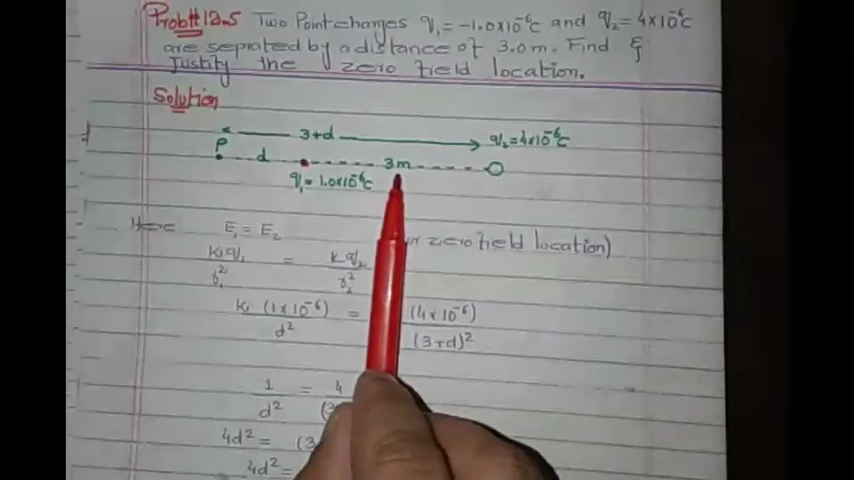 Prob# 12.5 Two Point charges q₁ = -1.0×10⁻⁶c and q₂ = 4×10⁻⁶c
are seprated by a distance of 3.0m. Find &
Justify the zero field location.
Solution
3+d q₂=4×10⁻⁶c
P d 3m
q₁ = 1.0×10⁻⁶c
Here E₁ = E₂ zero field location)
kq₁/r₁² = kq₂/r₂²
k(1×10⁻⁶)/d² = (4×10⁻⁶)/(3+d)²
1/d² = 4/(3
4d² = (3
4d² =